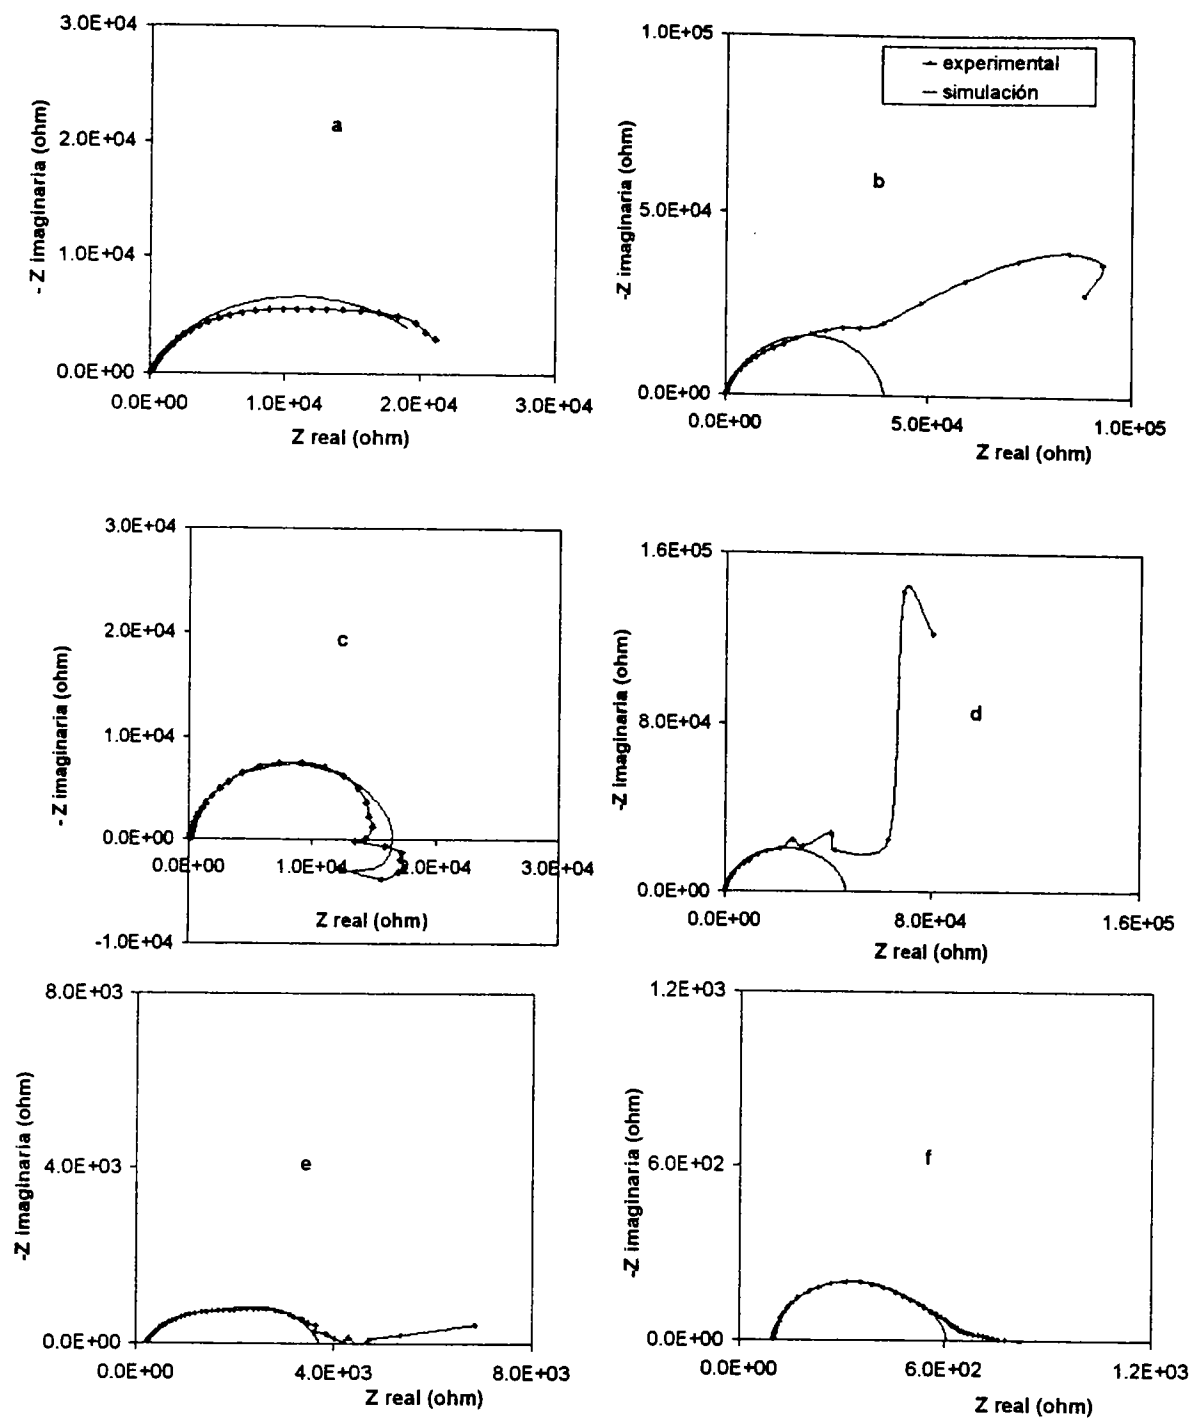 3.0E+04
2.0E+04
1.0E+04
0.0E+00
- Z imaginaria (ohm)
a
0.0E+00 1.0E+04 2.0E+04 3.0E+04
Z real (ohm)
1.0E+05
5.0E+04
0.0E+00
-Z imaginaria (ohm)
experimental
simulación
b
0.0E+00 5.0E+04 1.0E+05
Z real (ohm)
3.0E+04
2.0E+04
1.0E+04
0.0E+00
-1.0E+04
- Z imaginaria (ohm)
c
0.0E+00 1.0E+04 2.0E+04 3.0E+04
Z real (ohm)
1.6E+05
8.0E+04
0.0E+00
-Z imaginaria (ohm)
d
0.0E+00 8.0E+04 1.6E+05
Z real (ohm)
8.0E+03
4.0E+03
0.0E+00
-Z imaginaria (ohm)
e
0.0E+00 4.0E+03 8.0E+03
Z real (ohm)
1.2E+03
6.0E+02
0.0E+00
-Z imaginaria (ohm)
f
0.0E+00 6.0E+02 1.2E+03
Z real (ohm)